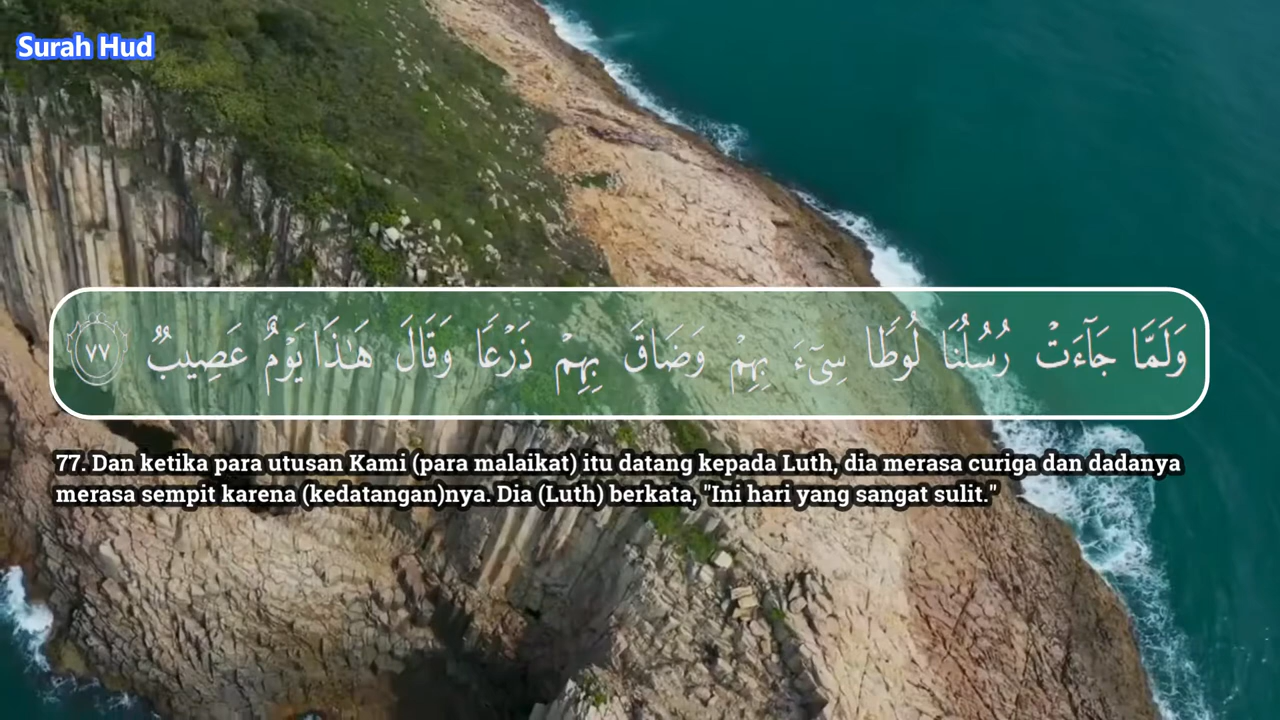 Surah Hud
وَلَمَّا جَآءَتْ رُسُلُنَا لُوطًا سِىٓءَ بِهِمْ وَضَاقَ بِهِمْ ذَرْعًا وَقَالَ هَـٰذَا يَوْمٌ عَصِيبٌ ٧٧
77. Dan ketika para utusan Kami (para malaikat) itu datang kepada Luth, dia merasa curiga dan dadanya
merasa sempit karena (kedatangan)nya. Dia (Luth) berkata, "Ini hari yang sangat sulit."